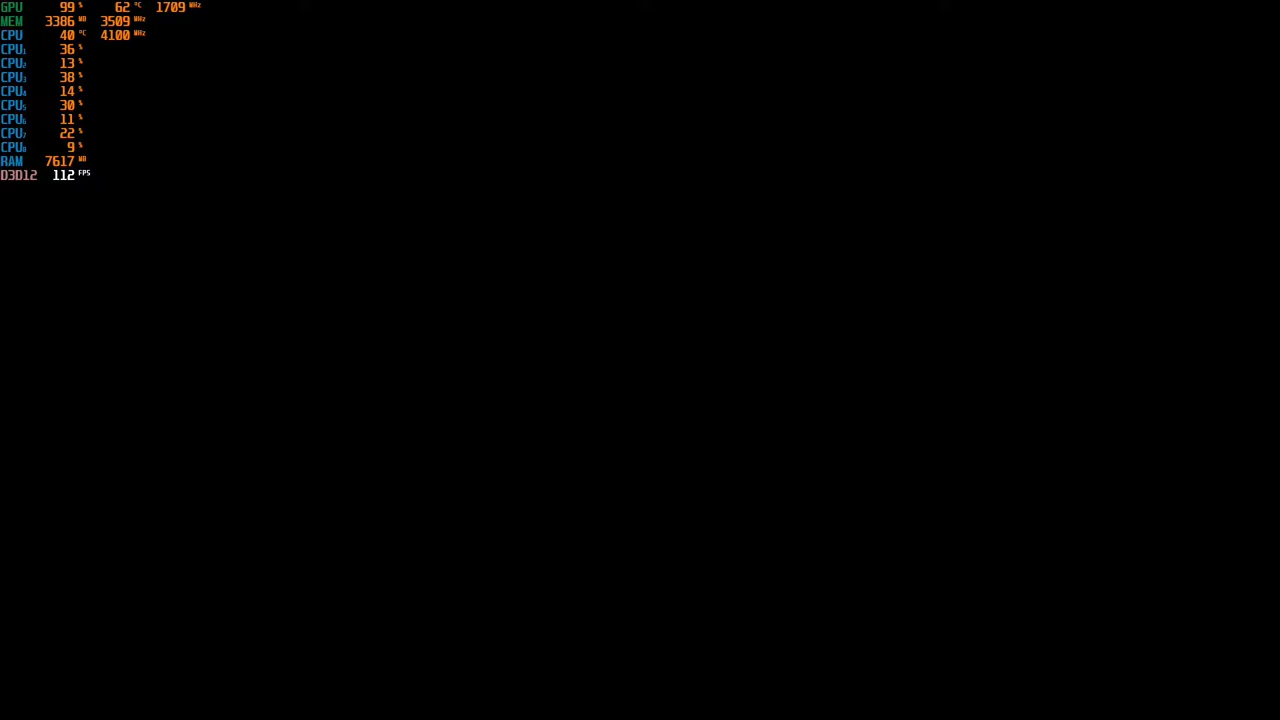 GPU 99 % 62 °C 1709 MHz
MEM 3386 MB 3509 MHz
CPU 40 °C 4100 MHz
CPU1 36 %
CPU2 13 %
CPU3 38 %
CPU4 14 %
CPU5 30 %
CPU6 11 %
CPU7 22 %
CPU8 9 %
RAM 7617 MB
D3D12 112 FPS